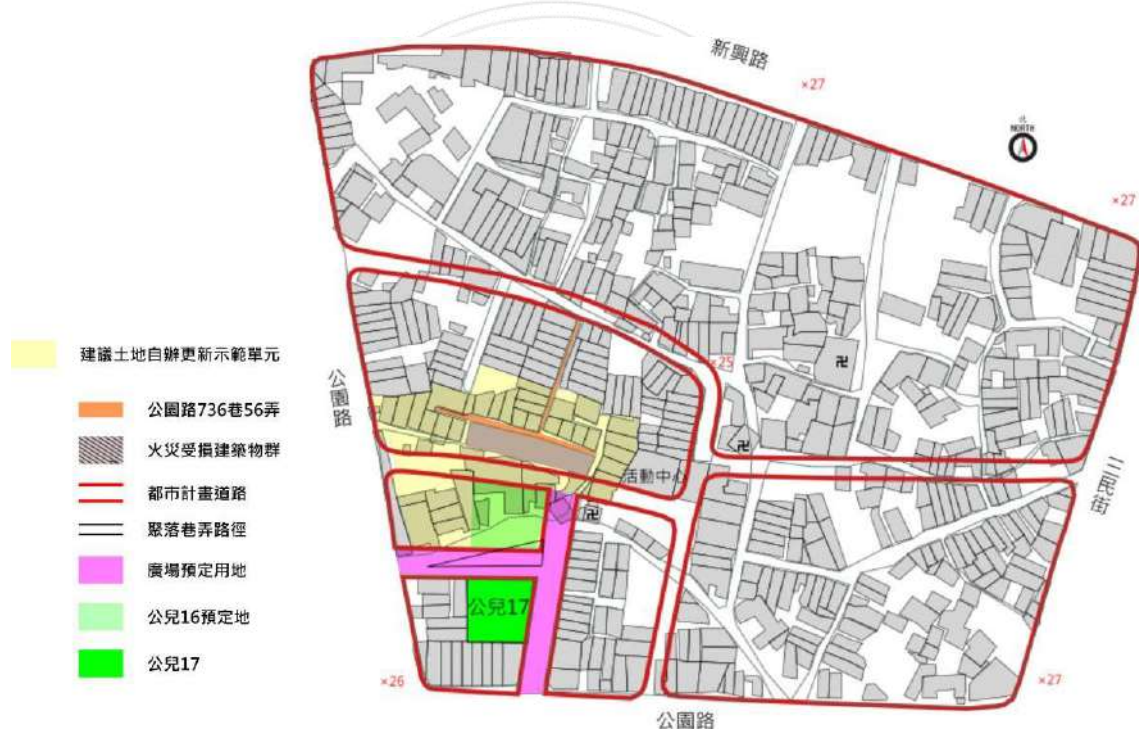 新興路
×27
北
NORTH
×27
建議土地自辦更新示範單元
×25
卍
公園路
公園路736巷56弄
火災受損建築物群
卍
活動中心
三民街
都市計畫道路
卍
聚落巷弄路徑
廣場預定用地
公兒17
公兒16預定地
公兒17
×26
×27
公園路